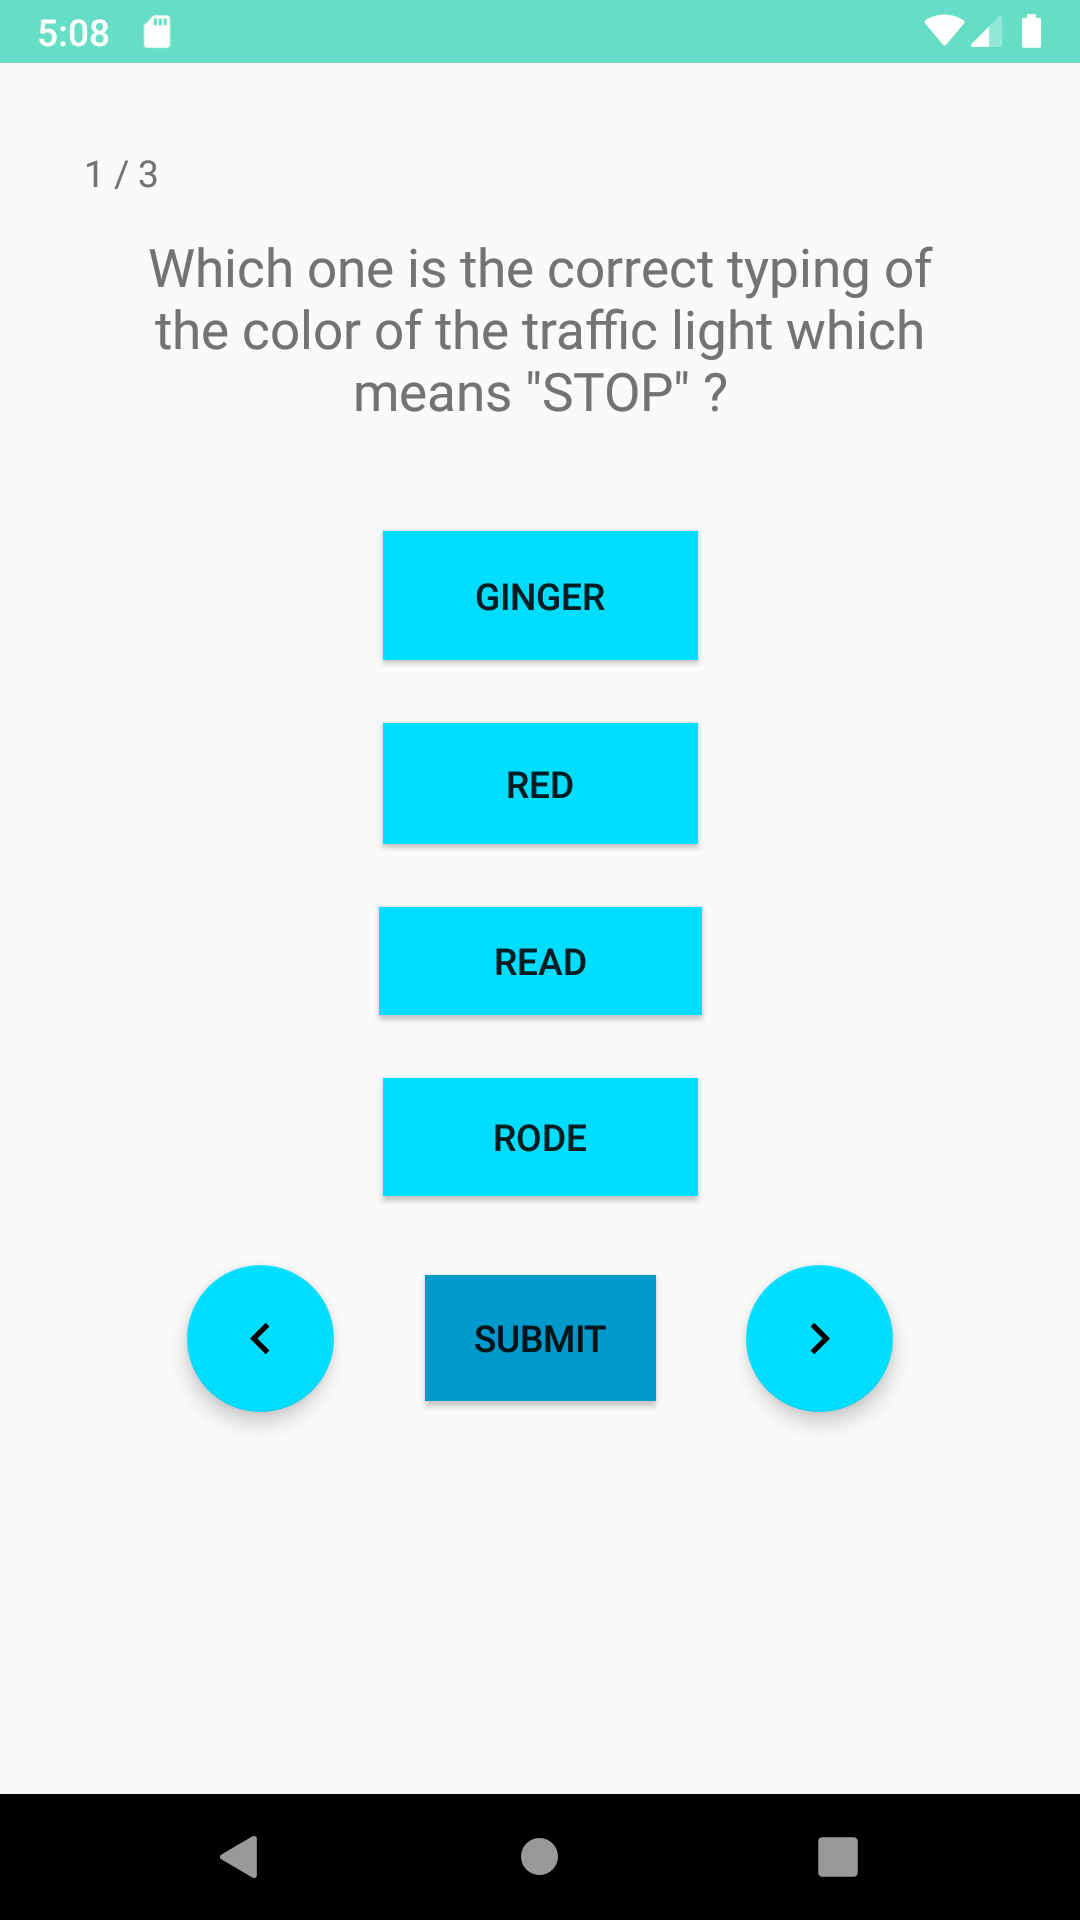 5:08
1 / 3
Which one is the correct typing of
the color of the traffic light which
means "STOP" ?
GINGER
RED
READ
RODE
SUBMIT